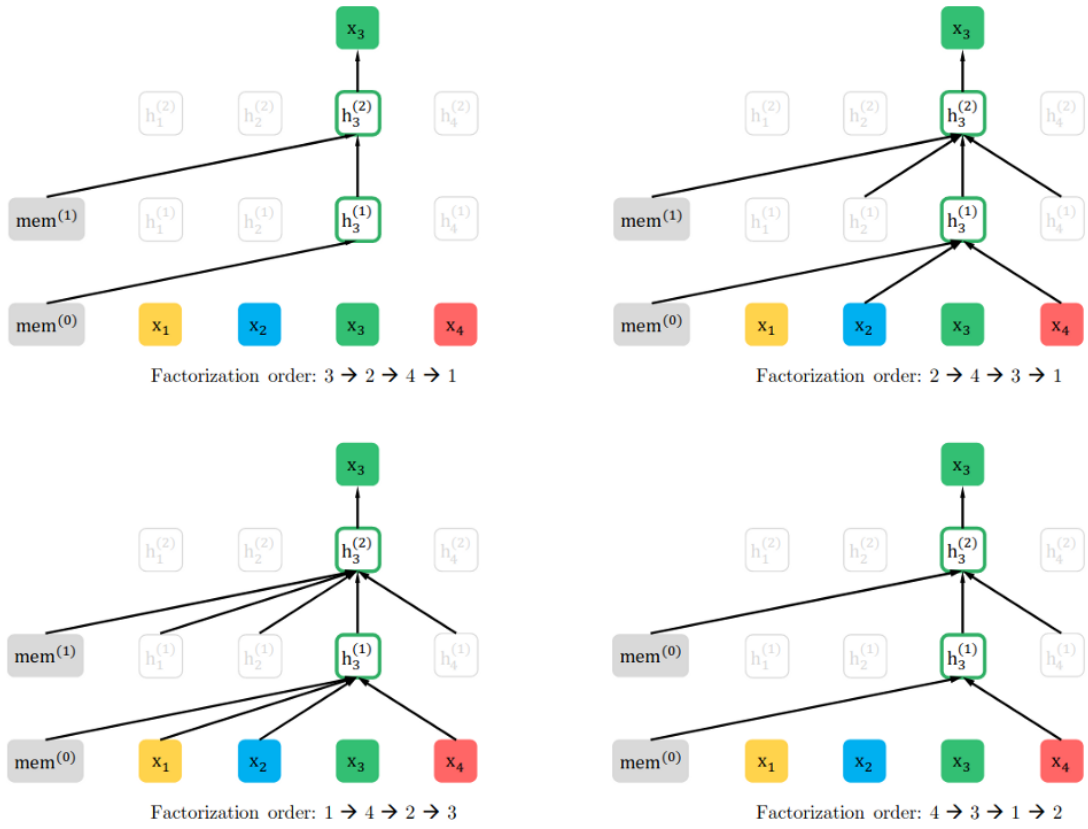 x₃
h₁⁽²⁾ h₂⁽²⁾ h₃⁽²⁾ h₄⁽²⁾
mem⁽¹⁾ h₁⁽¹⁾ h₂⁽¹⁾ h₃⁽¹⁾ h₄⁽¹⁾
mem⁽⁰⁾ x₁ x₂ x₃ x₄
Factorization order: 3 → 2 → 4 → 1
x₃
h₁⁽²⁾ h₂⁽²⁾ h₃⁽²⁾ h₄⁽²⁾
mem⁽¹⁾ h₁⁽¹⁾ h₂⁽¹⁾ h₃⁽¹⁾ h₄⁽¹⁾
mem⁽⁰⁾ x₁ x₂ x₃ x₄
Factorization order: 2 → 4 → 3 → 1
x₃
h₁⁽²⁾ h₂⁽²⁾ h₃⁽²⁾ h₄⁽²⁾
mem⁽¹⁾ h₁⁽¹⁾ h₂⁽¹⁾ h₃⁽¹⁾ h₄⁽¹⁾
mem⁽⁰⁾ x₁ x₂ x₃ x₄
Factorization order: 1 → 4 → 2 → 3
x₃
h₁⁽²⁾ h₂⁽²⁾ h₃⁽²⁾ h₄⁽²⁾
mem⁽⁰⁾ h₁⁽¹⁾ h₂⁽¹⁾ h₃⁽¹⁾ h₄⁽¹⁾
mem⁽⁰⁾ x₁ x₂ x₃ x₄
Factorization order: 4 → 3 → 1 → 2